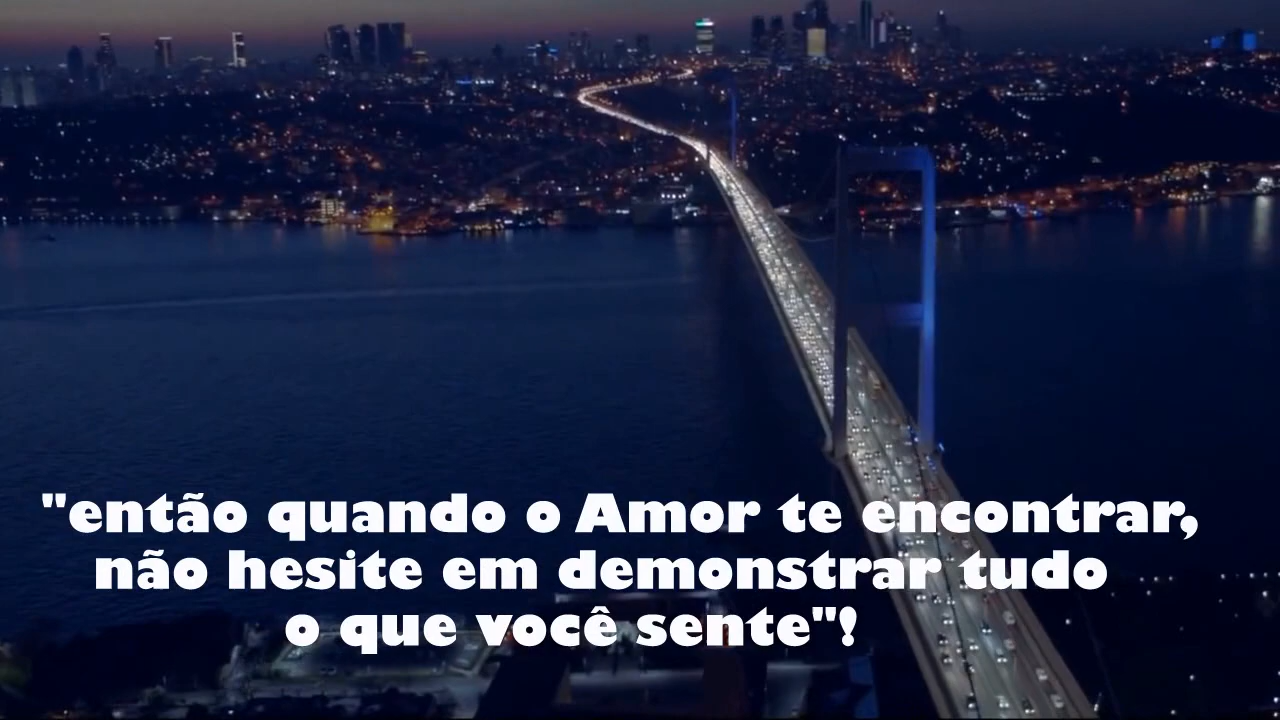 "então quando o Amor te encontrar,
não hesite em demonstrar tudo
o que você sente"!